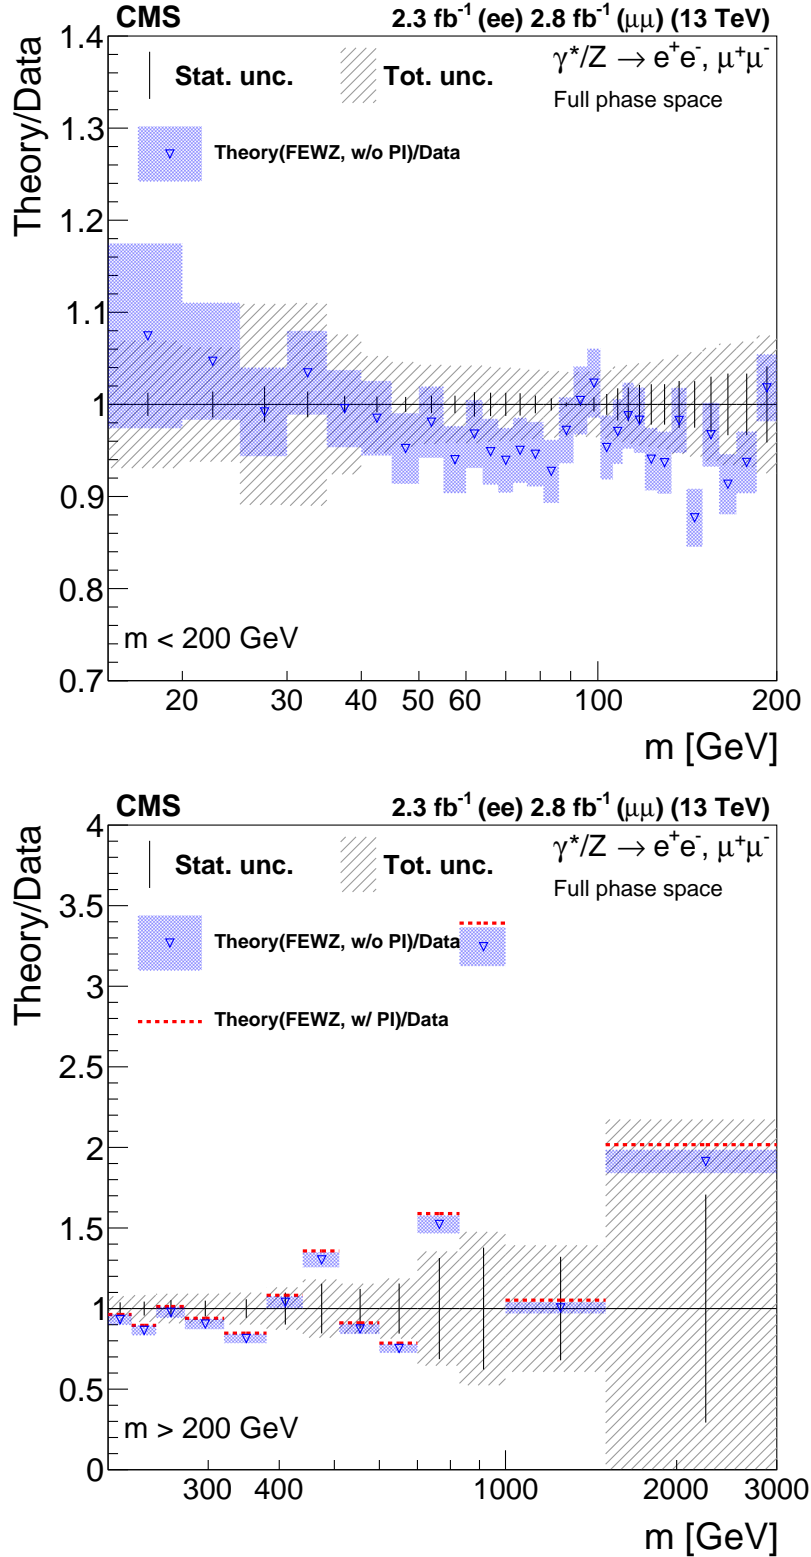 CMS 2.3 fb⁻¹ (ee) 2.8 fb⁻¹ (μμ) (13 TeV)
Theory/Data
1.4
1.3
1.2
1.1
1
0.9
0.8
0.7
Stat. unc. Tot. unc.
γ*/Z → e⁺e⁻, μ⁺μ⁻
Full phase space
Theory(FEWZ, w/o PI)/Data
m < 200 GeV
20 30 40 50 60 100 200
m [GeV]
CMS 2.3 fb⁻¹ (ee) 2.8 fb⁻¹ (μμ) (13 TeV)
Theory/Data
4
3.5
3
2.5
2
1.5
1
0.5
0
Stat. unc. Tot. unc.
γ*/Z → e⁺e⁻, μ⁺μ⁻
Full phase space
Theory(FEWZ, w/o PI)/Data
Theory(FEWZ, w/ PI)/Data
m > 200 GeV
300 400 1000 2000 3000
m [GeV]